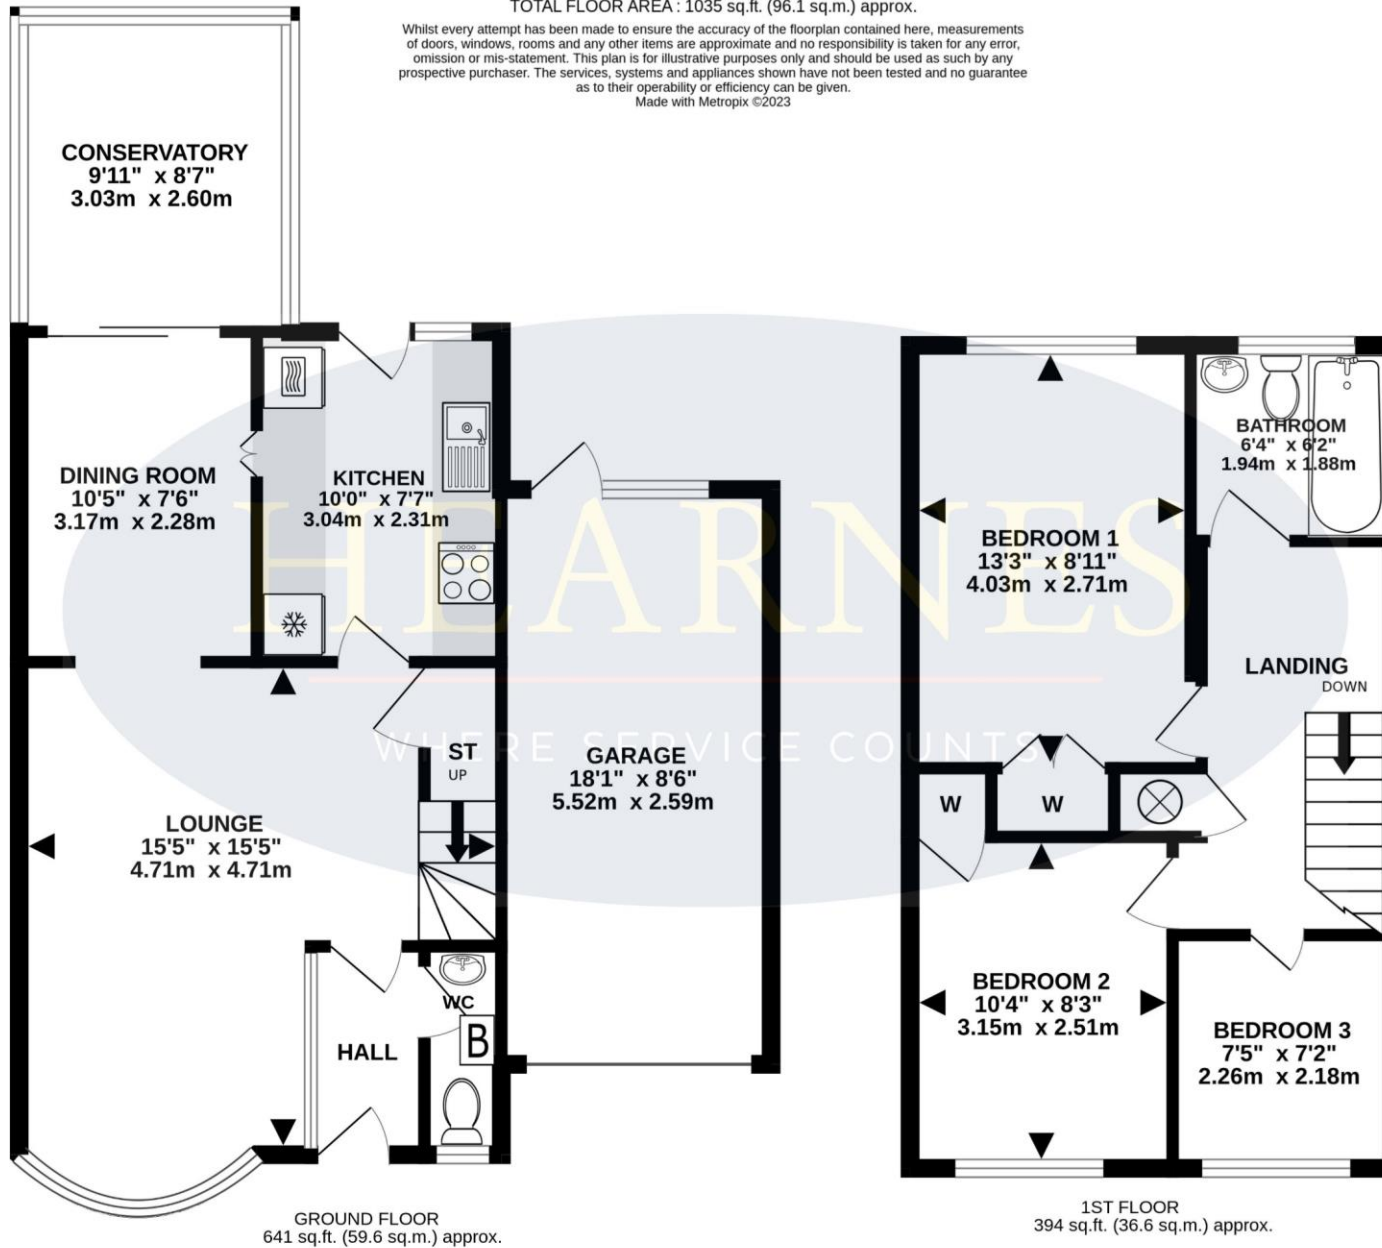 TOTAL FLOOR AREA : 1035 sq.ft. (96.1 sq.m.) approx.
Whilst every attempt has been made to ensure the accuracy of the floorplan contained here, measurements
of doors, windows, rooms and any other items are approximate and no responsibility is taken for any error,
omission or mis-statement. This plan is for illustrative purposes only and should be used as such by any
prospective purchaser. The services, systems and appliances shown have not been tested and no guarantee
as to their operability or efficiency can be given.
Made with Metropix ©2023
CONSERVATORY
9'11" x 8'7"
3.03m x 2.60m
DINING ROOM
10'5" x 7'6"
3.17m x 2.28m
KITCHEN
10'0" x 7'7"
3.04m x 2.31m
HEARNES
WHERE SERVICE COUNTS
ST
UP
GARAGE
18'1" x 8'6"
5.52m x 2.59m
LOUNGE
15'5" x 15'5"
4.71m x 4.71m
WC
B
HALL
GROUND FLOOR
641 sq.ft. (59.6 sq.m.) approx.
BATHROOM
6'4" x 6'2"
1.94m x 1.88m
BEDROOM 1
13'3" x 8'11"
4.03m x 2.71m
LANDING
DOWN
W
W
BEDROOM 2
10'4" x 8'3"
3.15m x 2.51m
BEDROOM 3
7'5" x 7'2"
2.26m x 2.18m
1ST FLOOR
394 sq.ft. (36.6 sq.m.) approx.